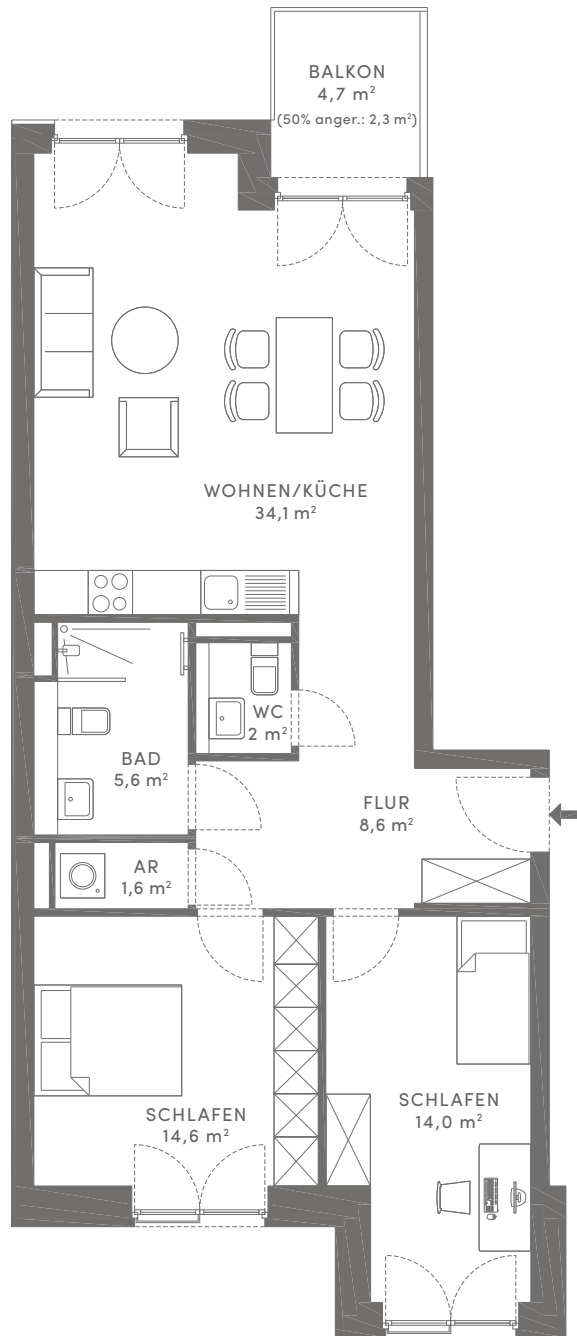 BALKON
4,7 m²
(50% anger.: 2,3 m²)
WOHNEN/KÜCHE
34,1 m²
WC
2 m²
BAD
5,6 m²
FLUR
8,6 m²
AR
1,6 m²
SCHLAFEN
14,6 m²
SCHLAFEN
14,0 m²